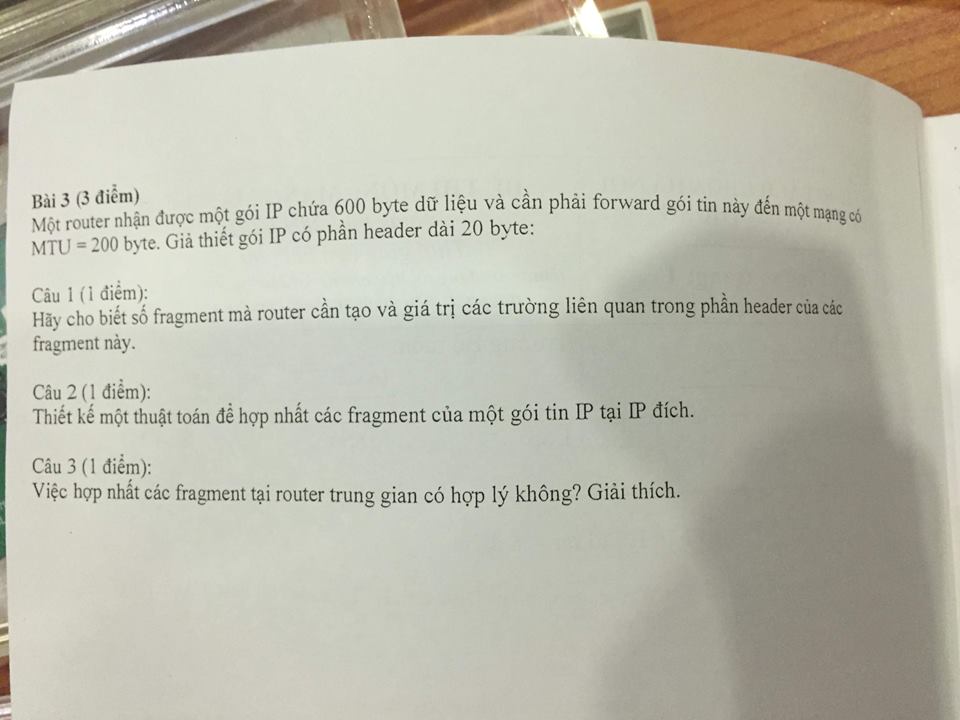 Bài 3 (3 điểm)
Một router nhận được một gói IP chứa 600 byte dữ liệu và cần phải forward gói tin này đến một mạng có
MTU = 200 byte. Giả thiết gói IP có phần header dài 20 byte:
Câu 1 (1 điểm):
Hãy cho biết số fragment mà router cần tạo và giá trị các trường liên quan trong phần header của các
fragment này.
Câu 2 (1 điểm):
Thiết kế một thuật toán để hợp nhất các fragment của một gói tin IP tại IP đích.
Câu 3 (1 điểm):
Việc hợp nhất các fragment tại router trung gian có hợp lý không? Giải thích.